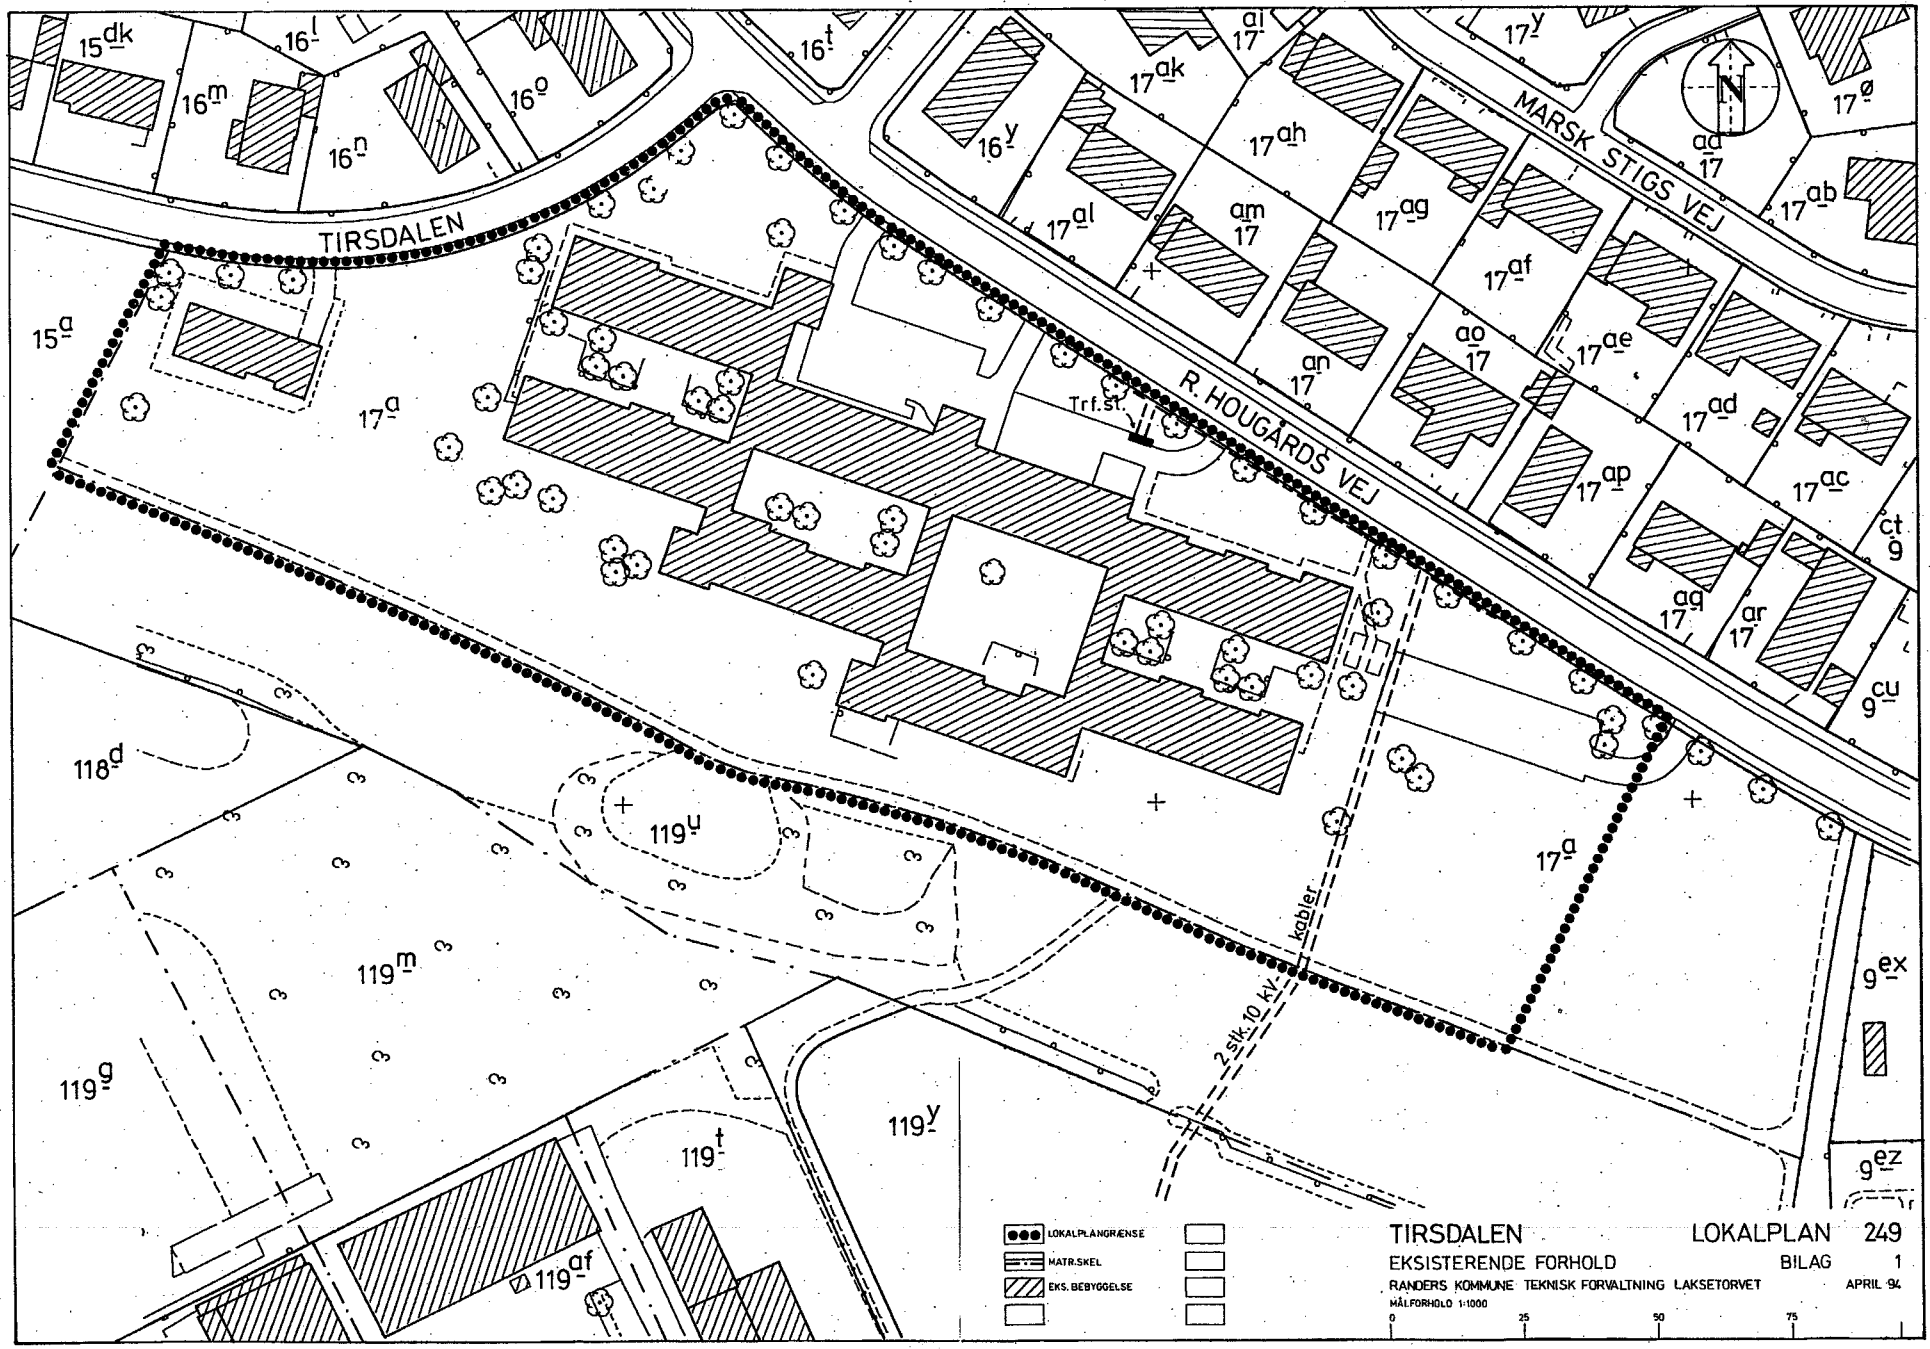 15dk
16l
16t
ai
17
17y
17ø
16m
16o
17ak
16n
16y
17ah
MARSK STIGS VEJ
N
ad
17
17al
am
17
17ag
17ab
TIRSDALEN
17af
15a
17a
an
17
ao
17
17ae
R. HOUGÅRDS VEJ
Trf.st.
17ad
17ap
17ac
ct
9
aq
17
ar
17
9cu
118d
119u
17a
kabler
119m
9ex
2 stk. 10 kV.
119g
119t
119y
9ez
119af
LOKALPLANGRÆNSE
MATR.SKEL
EKS. BEBYGGELSE
TIRSDALEN LOKALPLAN 249
EKSISTERENDE FORHOLD BILAG 1
RANDERS KOMMUNE TEKNISK FORVALTNING LAKSETORVET APRIL 94
MÅLFORHOLD 1:1000
0 25 50 75